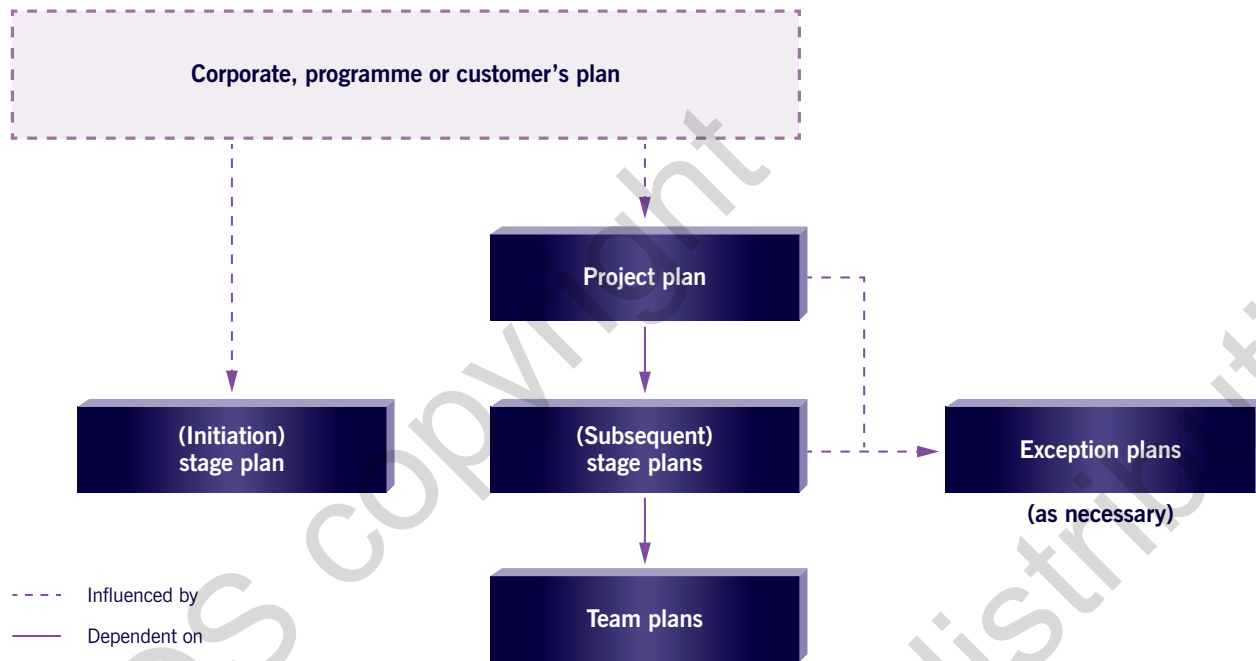 Corporate, programme or customer’s plan
Project plan
(Initiation)
stage plan
(Subsequent)
stage plans
Exception plans
(as necessary)
Team plans
Influenced by
Dependent on
copyright